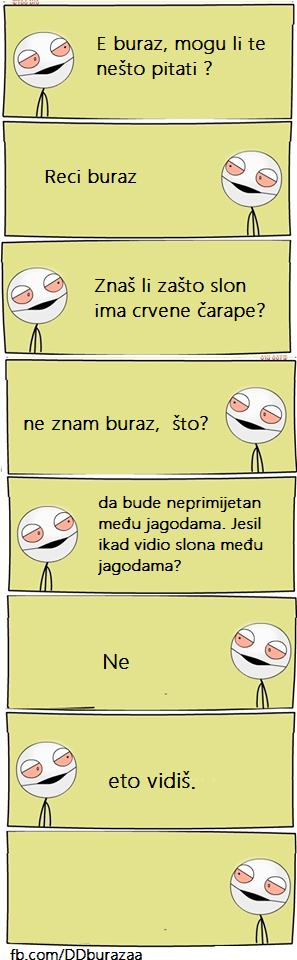 E buraz, mogu li te
nešto pitati ?
Reci buraz
Znaš li zašto slon
ima crvene čarape?
ne znam buraz,  što?
da bude neprimijetan
među jagodama. Jesil
ikad vidio slona među
jagodama?
Ne
eto vidiš.
fb.com/DDburazaa